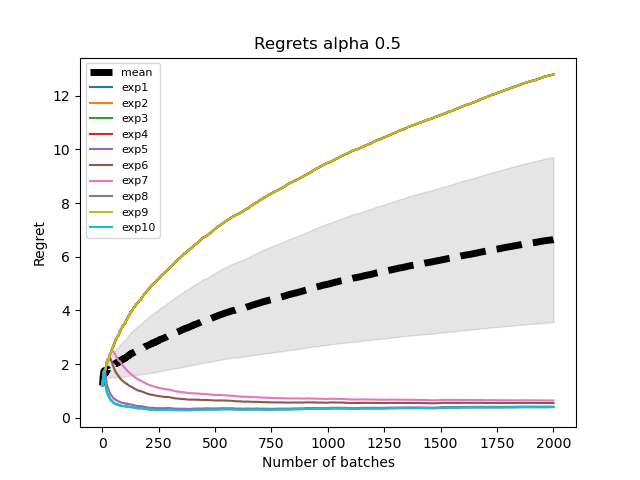 Regrets alpha 0.5
Regret
12
10
8
6
4
2
0
mean
exp1
exp2
exp3
exp4
exp5
exp6
exp7
exp8
exp9
exp10
0 250 500 750 1000 1250 1500 1750 2000
Number of batches